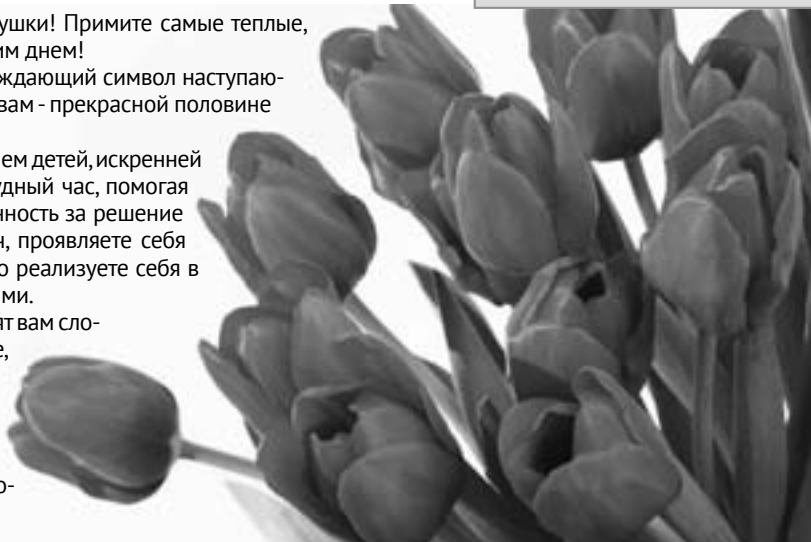 ушки! Примите самые теплые,
им днем!
ждающий символ наступаю-
вам - прекрасной половине
ем детей, искренней
удный час, помогая
нность за решение
н, проявляете себя
о реализуете себя в
ми.
ят вам сло-
е,
о-